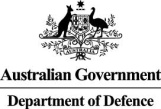 Australian Government
Department of Defence